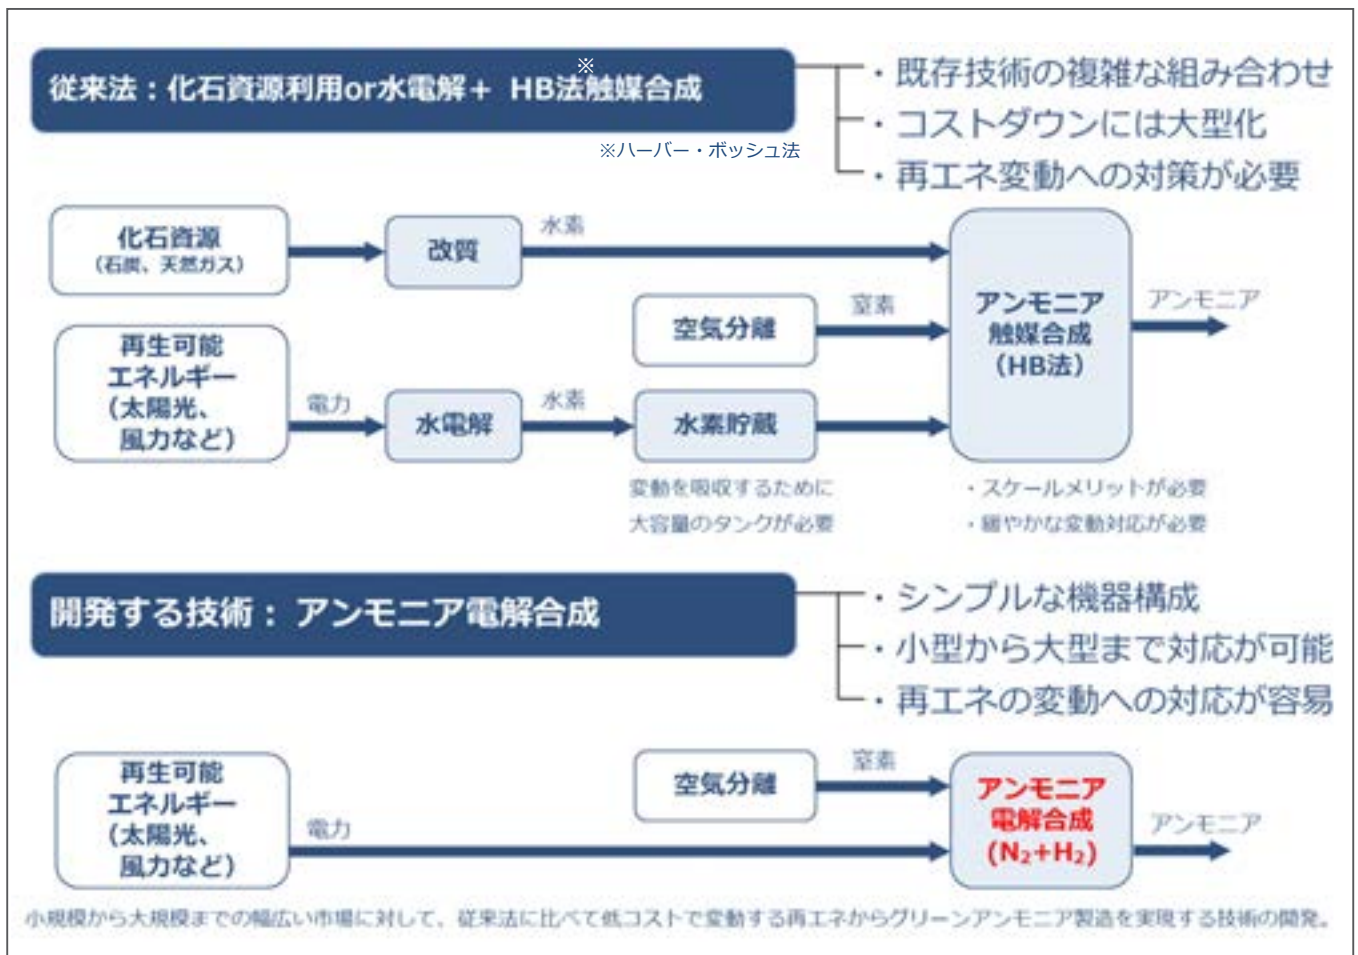 従来法：化石資源利用or水電解＋ HB法※触媒合成
※ハーバー・ボッシュ法
・既存技術の複雑な組み合わせ
・コストダウンには大型化
・再エネ変動への対策が必要
化石資源
（石炭、天然ガス）
改質
水素
空気分離
窒素
再生可能
エネルギー
（太陽光、
風力など）
電力
水電解
水素
水素貯蔵
アンモニア
触媒合成
（HB法）
アンモニア
変動を吸収するために
大容量のタンクが必要
・スケールメリットが必要
・緩やかな変動対応が必要
開発する技術： アンモニア電解合成
・シンプルな機器構成
・小型から大型まで対応が可能
・再エネの変動への対応が容易
再生可能
エネルギー
（太陽光、
風力など）
電力
空気分離
窒素
アンモニア
電解合成
(N₂+H₂)
アンモニア
小規模から大規模までの幅広い市場に対して、従来法に比べて低コストで変動する再エネからグリーンアンモニア製造を実現する技術の開発。